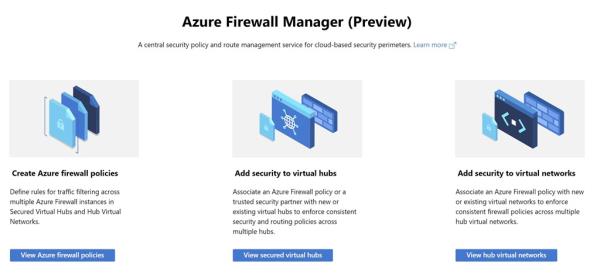 Azure Firewall Manager (Preview)
A central security policy and route management service for cloud-based security perimeters. Learn more
Create Azure firewall policies
Define rules for traffic filtering across
multiple Azure Firewall instances in
Secured Virtual Hubs and Hub Virtual
Networks.
View Azure firewall policies
Add security to virtual hubs
Associate an Azure Firewall policy or a
trusted security partner with new or
existing virtual hubs to enforce consistent
security and routing policies across
multiple hubs.
View secured virtual hubs
Add security to virtual networks
Associate an Azure Firewall policy with new
or existing virtual networks to enforce
consistent firewall policies across multiple
hub virtual networks.
View hub virtual networks